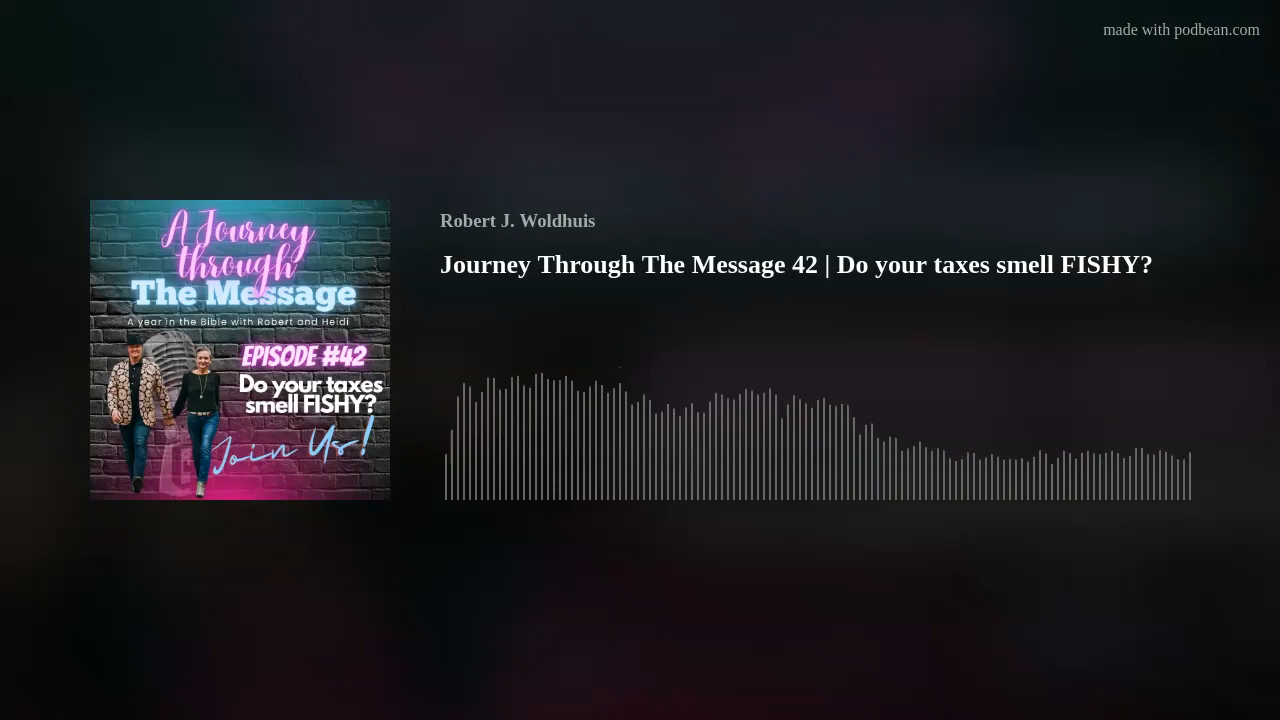 made with podbean.com
A Journey
through
The Message
A year in the Bible with Robert and Heidi
EPISODE #42
Do your taxes
smell FISHY?
Join Us!
Robert J. Woldhuis
Journey Through The Message 42 | Do your taxes smell FISHY?